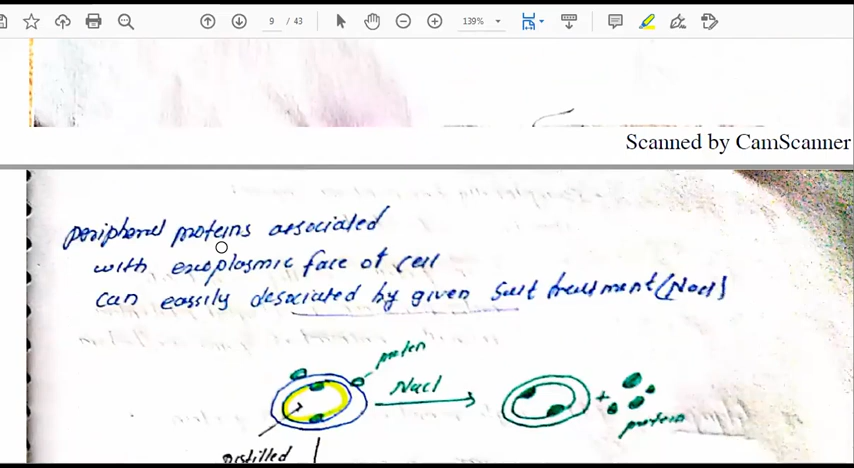 9 / 43
139%
Scanned by CamScanner
peripheral proteins associated
with exoplasmic face of cell
can eassily desociated by given salt treatment (Nacl)
protein
Nacl
+
protein
Distilled